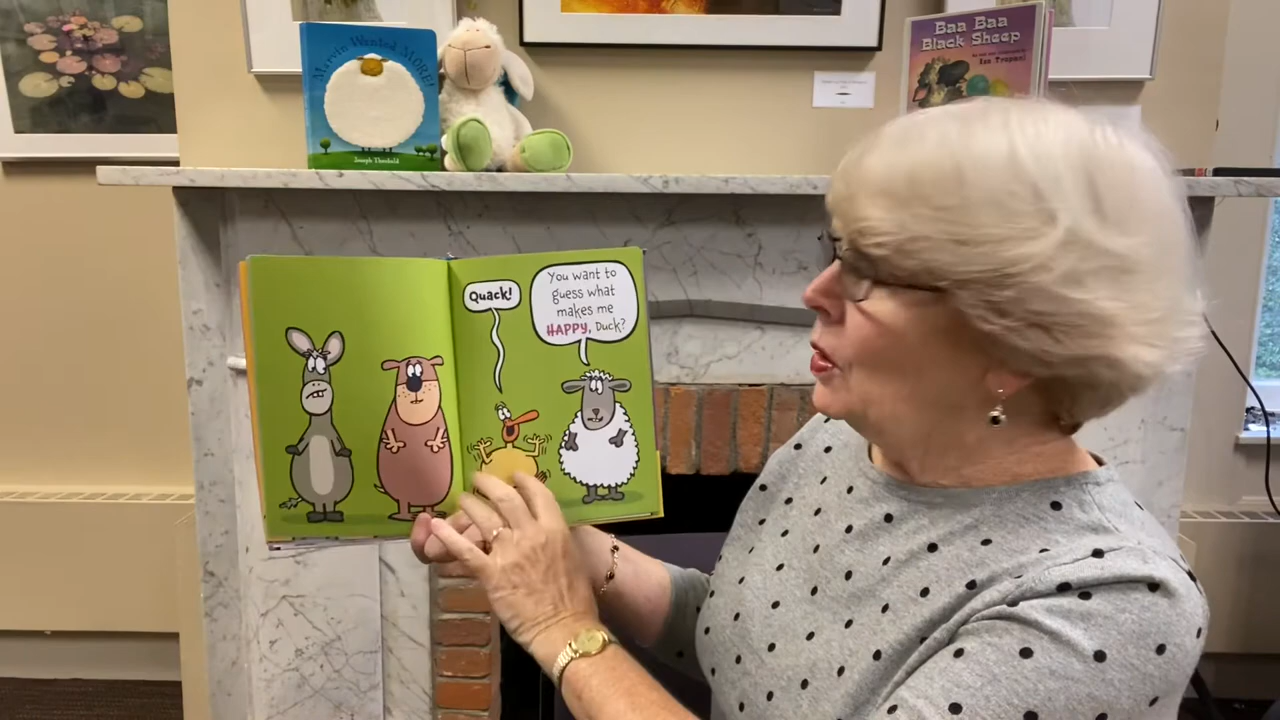 Marvin Wanted MORE!
Joseph Theobald
Baa Baa
Black Sheep
Iza Trapani
Quack!
You want to
guess what
makes me
HAPPY, Duck?